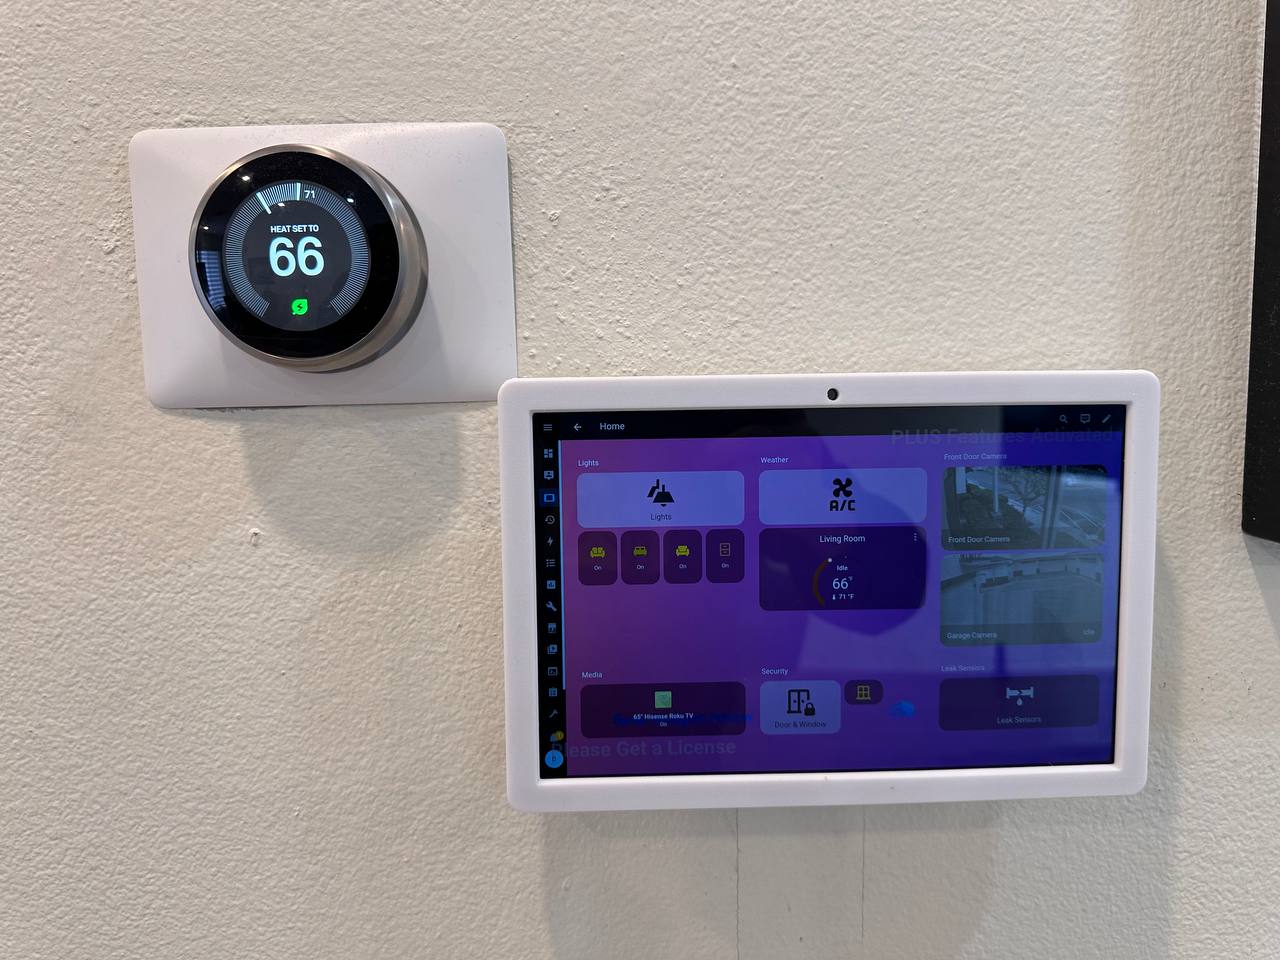 71
HEAT SET TO
66
Home
PLUS Features Activated
Lights
Weather
Front Door Camera
Lights
A/C
Front Door Camera
Idle
On
On
On
On
Living Room
Idle
66°F
71 °F
Garage Camera
Idle
Media
Security
Leak Sensors
65" Hisense Roku TV
On
Door & Window
Leak Sensors
Please Get a License